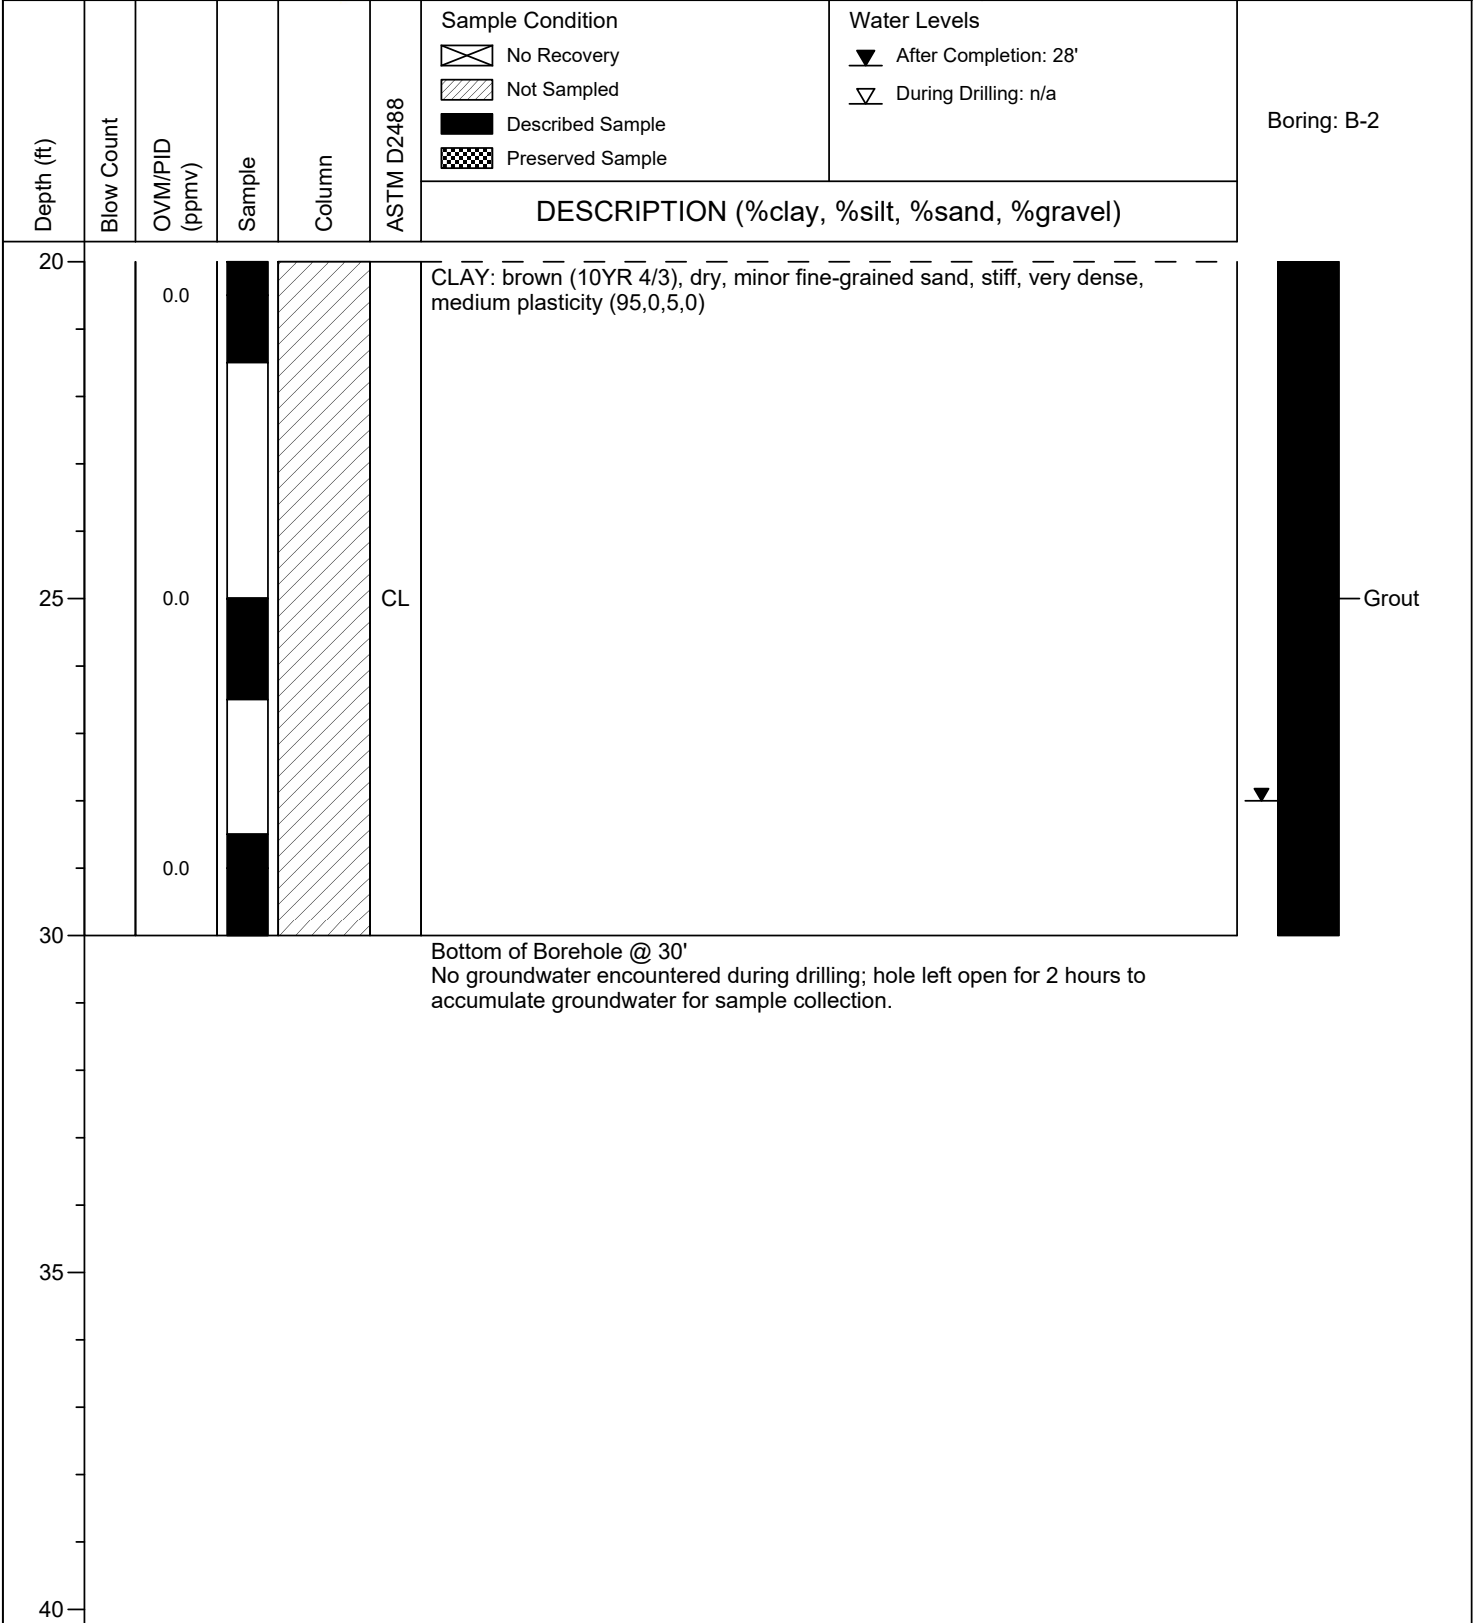 Depth (ft)
Blow Count
OVM/PID
(ppmv)
Sample
Column
ASTM D2488
Sample Condition
No Recovery
Not Sampled
Described Sample
Preserved Sample
Water Levels
After Completion: 28'
During Drilling: n/a
Boring: B-2
DESCRIPTION (%clay, %silt, %sand, %gravel)
20
0.0
CLAY: brown (10YR 4/3), dry, minor fine-grained sand, stiff, very dense,
medium plasticity (95,0,5,0)
25
0.0
CL
Grout
0.0
30
Bottom of Borehole @ 30'
No groundwater encountered during drilling; hole left open for 2 hours to
accumulate groundwater for sample collection.
35
40